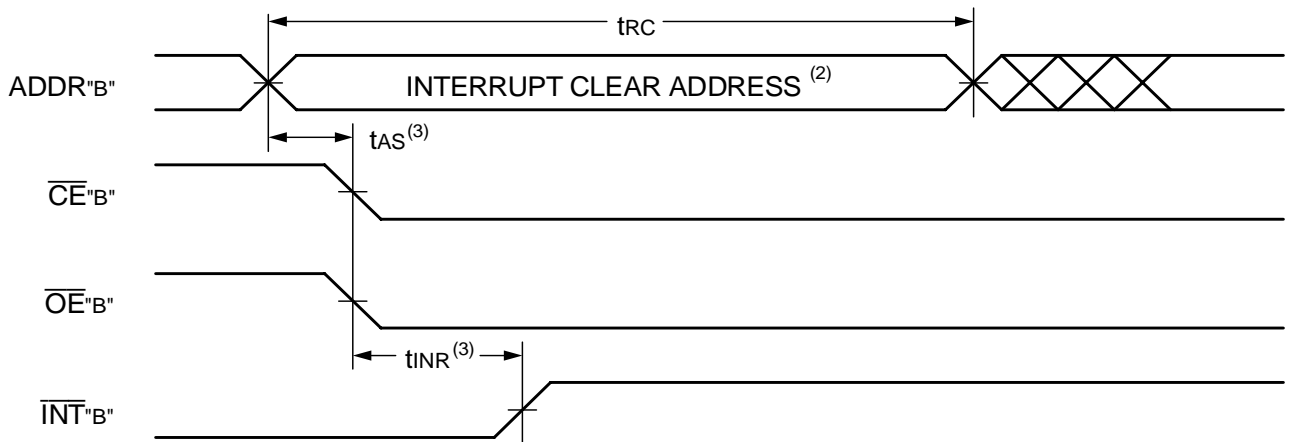 tRC
ADDR"B"
INTERRUPT CLEAR ADDRESS (2)
tAS(3)
CE"B"
OE"B"
tINR(3)
INT"B"